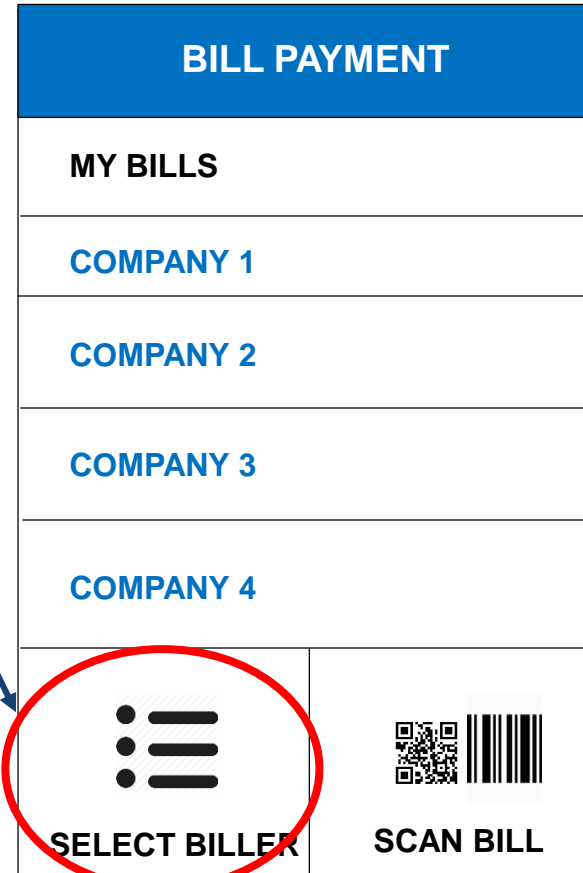 BILL PAYMENT
MY BILLS
COMPANY 1
COMPANY 2
COMPANY 3
COMPANY 4
SELECT BILLER
SCAN BILL